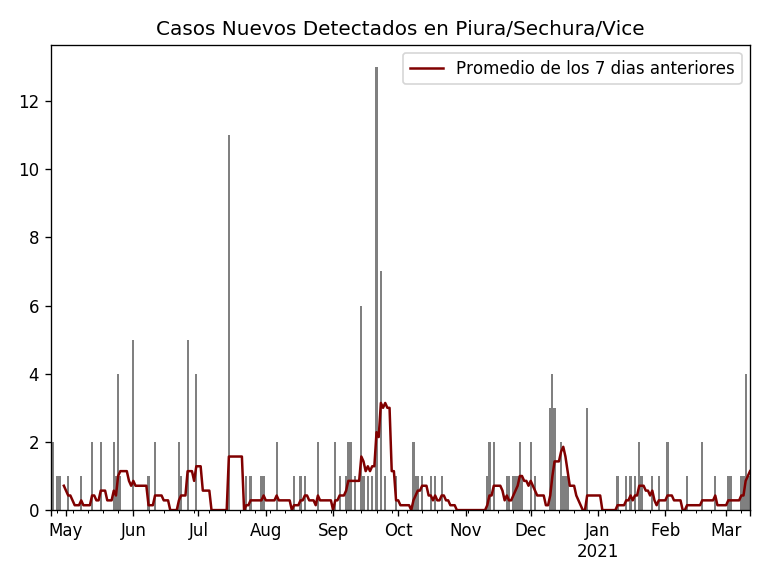 Casos Nuevos Detectados en Piura/Sechura/Vice
Promedio de los 7 dias anteriores
12
10
8
6
4
2
0
May Jun Jul Aug Sep Oct Nov Dec Jan Feb Mar
2021